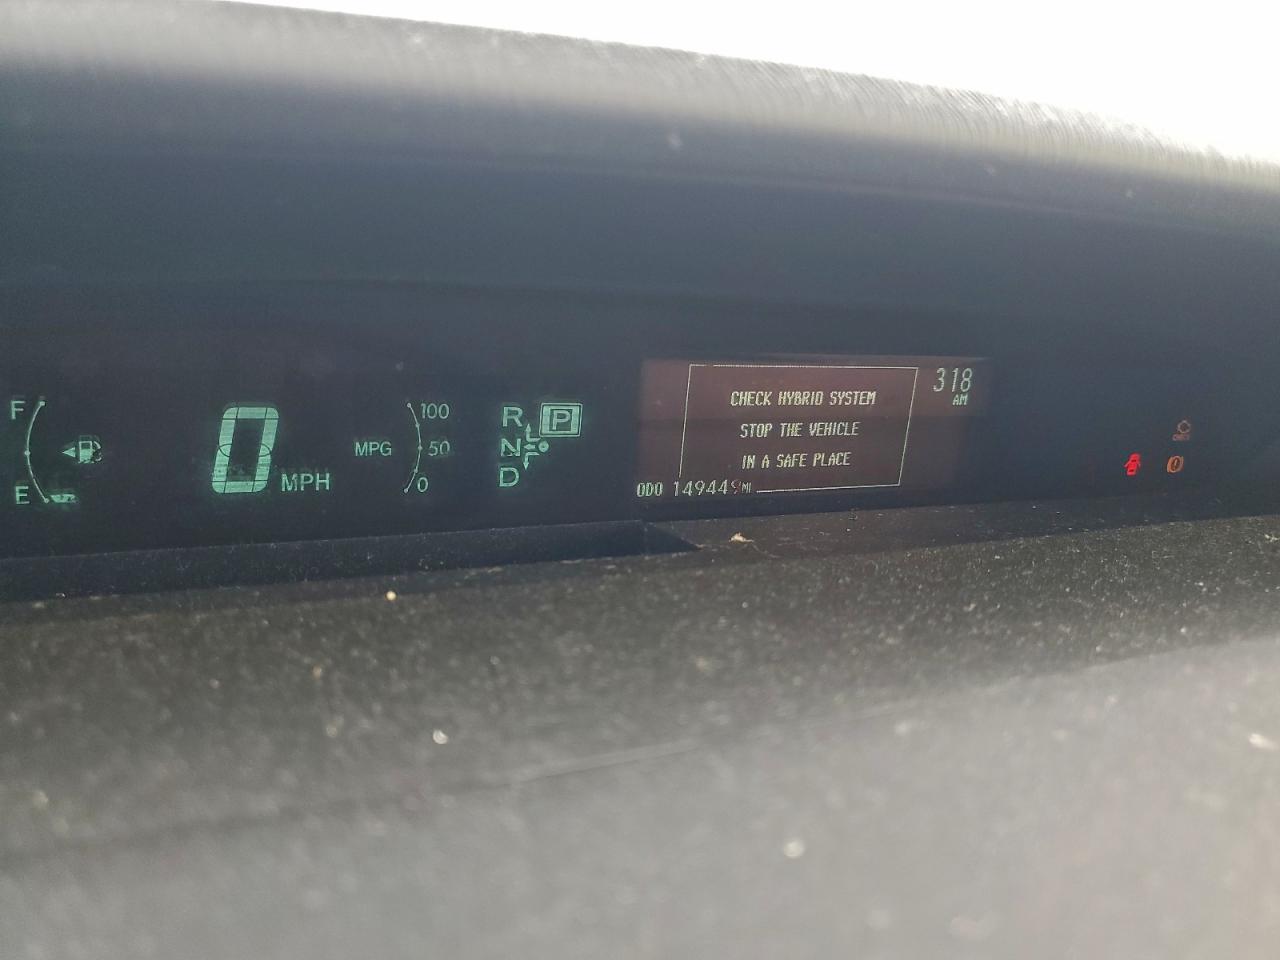 F
E
0 MPH
MPG
100
50
0
R
N
D
P
CHECK HYBRID SYSTEM
STOP THE VEHICLE
IN A SAFE PLACE
318
AM
ODO 149449 MI
CHECK